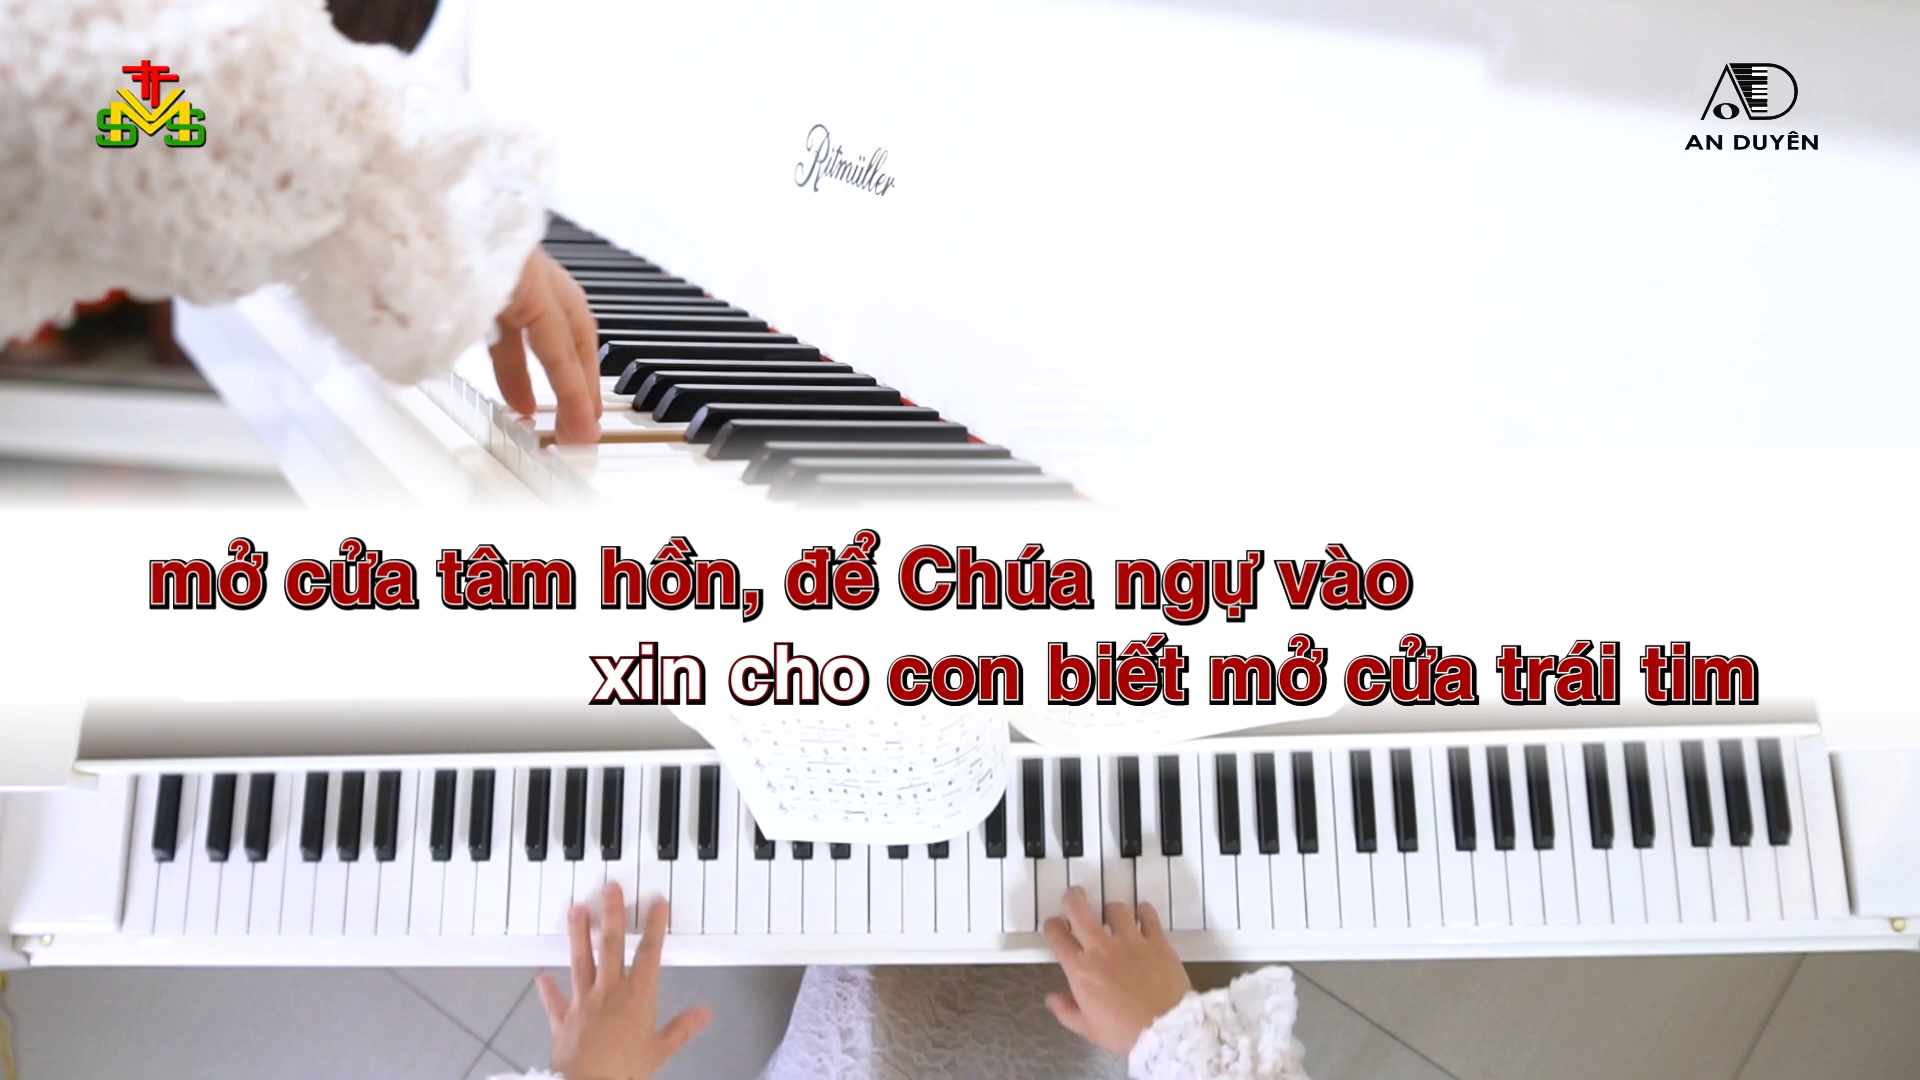 AN DUYÊN
Ritmüller
mở cửa tâm hồn, để Chúa ngự vào
xin cho con biết mở cửa trái tim